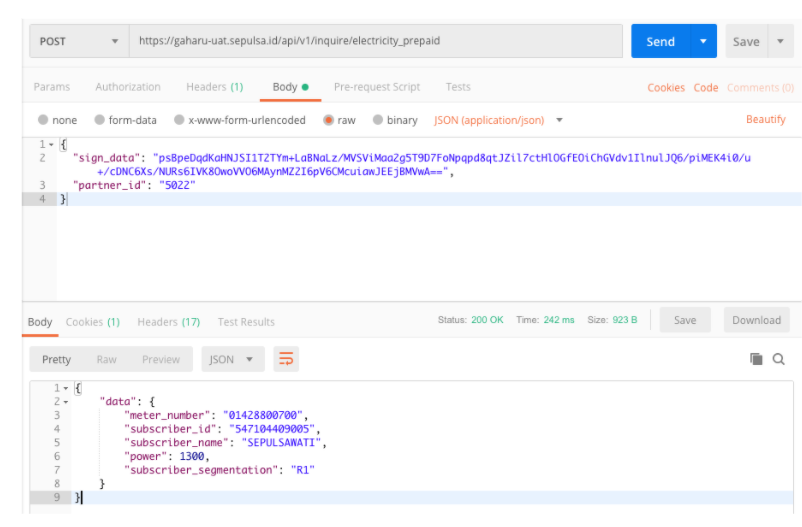 POST https://gaharu-uat.sepulsa.id/api/v1/inquire/electricity_prepaid Send Save
Params Authorization Headers (1) Body Pre-request Script Tests Cookies Code Comments (0)
none form-data x-www-form-urlencoded raw binary JSON (application/json) Beautify
1 {
2 "sign_data": "psBpeDqdKaHNJSI1TZTYm+LaBNaLz/MVSViMaa2g5T9D7FoNpqpd8qtJZil7ctHlOGfEOiChGVdv1IlnulJQ6/piMEK4i0/u
+/cDNC6Xs/NURs6IVK8OwoVVO6MAynMZ2I6pV6CMcuiawJEEjBMVwA==",
3 "partner_id": "5022"
4 }
Body Cookies (1) Headers (17) Test Results Status: 200 OK Time: 242 ms Size: 923 B Save Download
Pretty Raw Preview JSON
1 {
2 "data": {
3 "meter_number": "01428800700",
4 "subscriber_id": "547104409005",
5 "subscriber_name": "SEPULSAWATI",
6 "power": 1300,
7 "subscriber_segmentation": "R1"
8 }
9 }